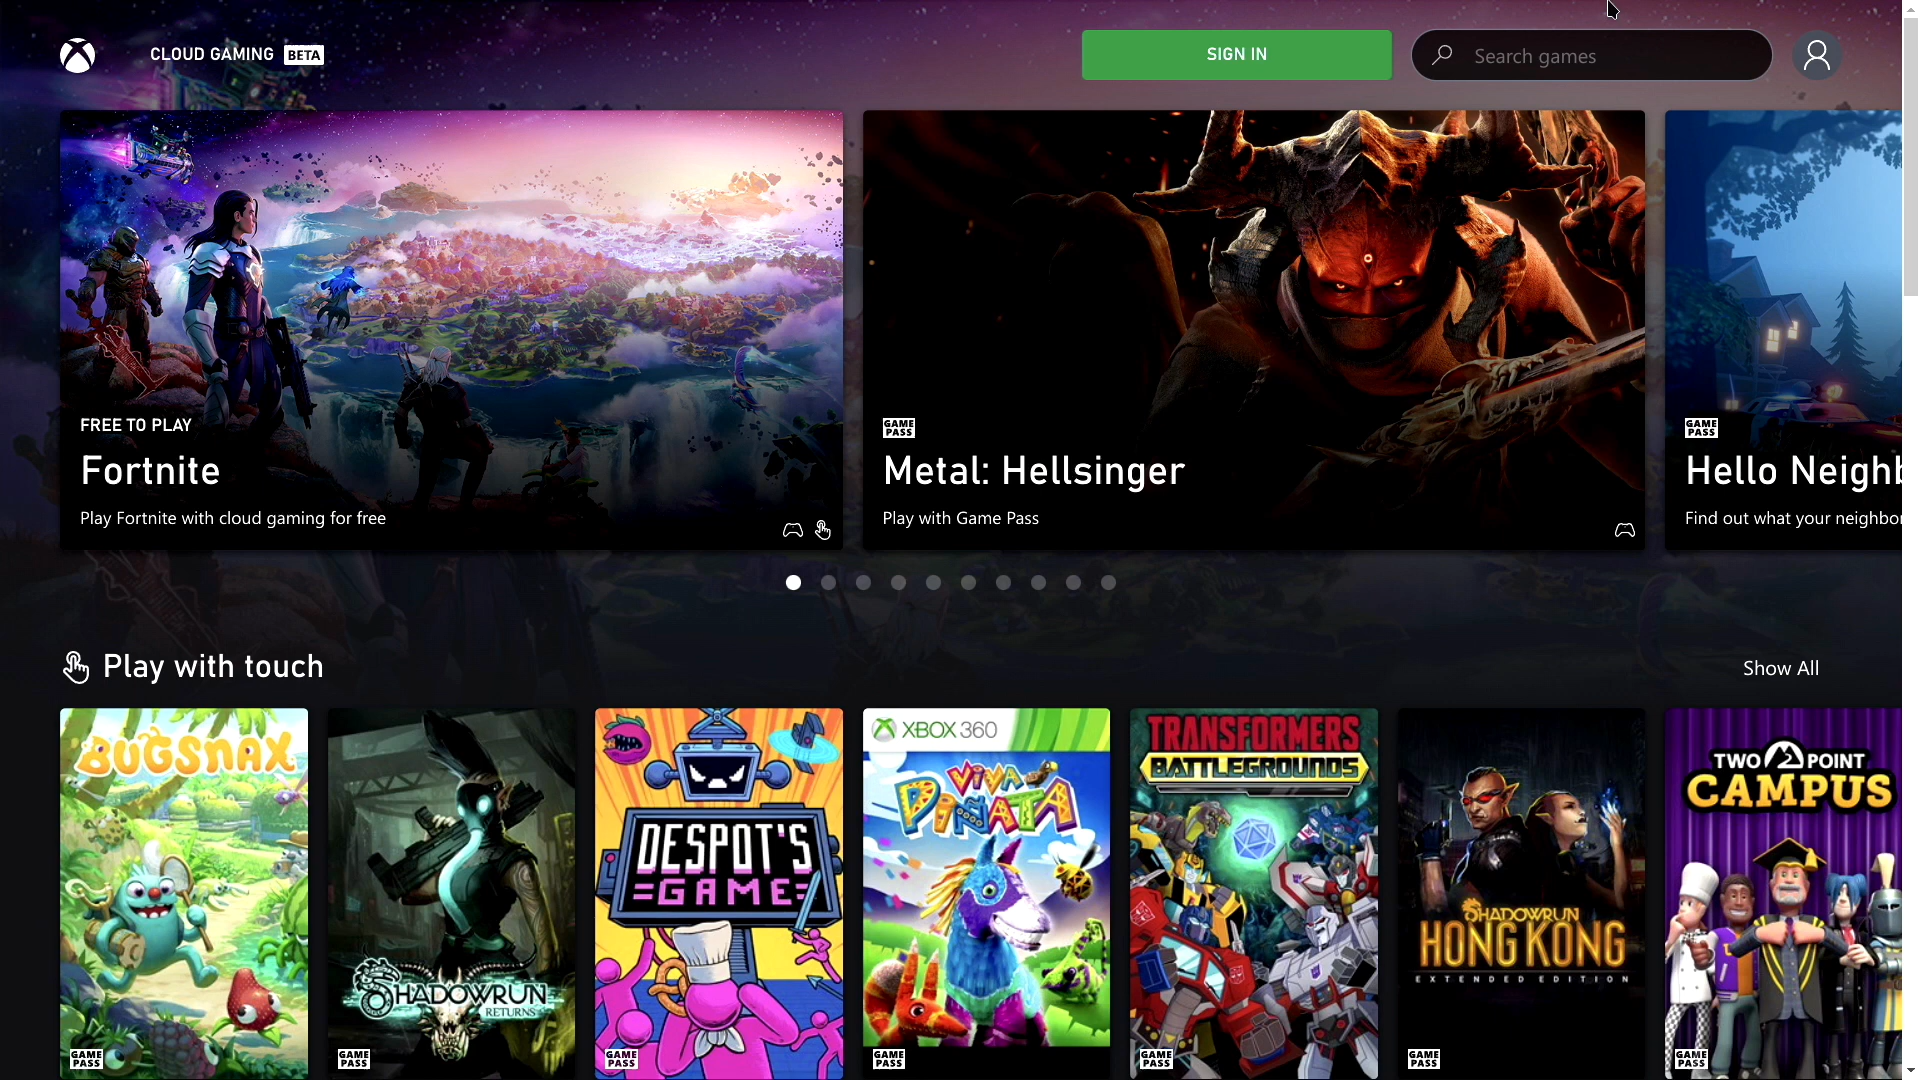 CLOUD GAMING BETA
SIGN IN
Search games
FREE TO PLAY
Fortnite
Play Fortnite with cloud gaming for free
GAME PASS
Metal: Hellsinger
Play with Game Pass
GAME PASS
Hello Neighb
Find out what your neighbor
Play with touch
Show All
BUGSNAX
GAME PASS
SHADOWRUN
RETURNS
GAME PASS
DESPOT'S
GAME
GAME PASS
XBOX 360
VIVA
PIÑATA
GAME PASS
TRANSFORMERS
BATTLEGROUNDS
GAME PASS
SHADOWRUN
HONG KONG
EXTENDED EDITION
GAME PASS
TWO POINT
CAMPUS
GAME PASS